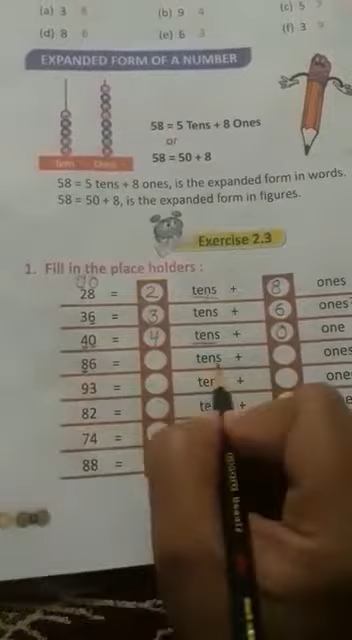 (a) 3 6 (b) 9 4 (c) 5
(d) 8 6 (e) 6 3 (f) 3 9
EXPANDED FORM OF A NUMBER
58 = 5 Tens + 8 Ones
or
Tens Ones 58 = 50 + 8
58 = 5 tens + 8 ones, is the expanded form in words.
58 = 50 + 8, is the expanded form in figures.
Exercise 2.3
1. Fill in the place holders :
28 = 2 tens + 8 ones
36 = 3 tens + 6 ones
40 = 4 tens + 0 one
86 = tens + ones
93 = +
82 = +
74 =
88 =